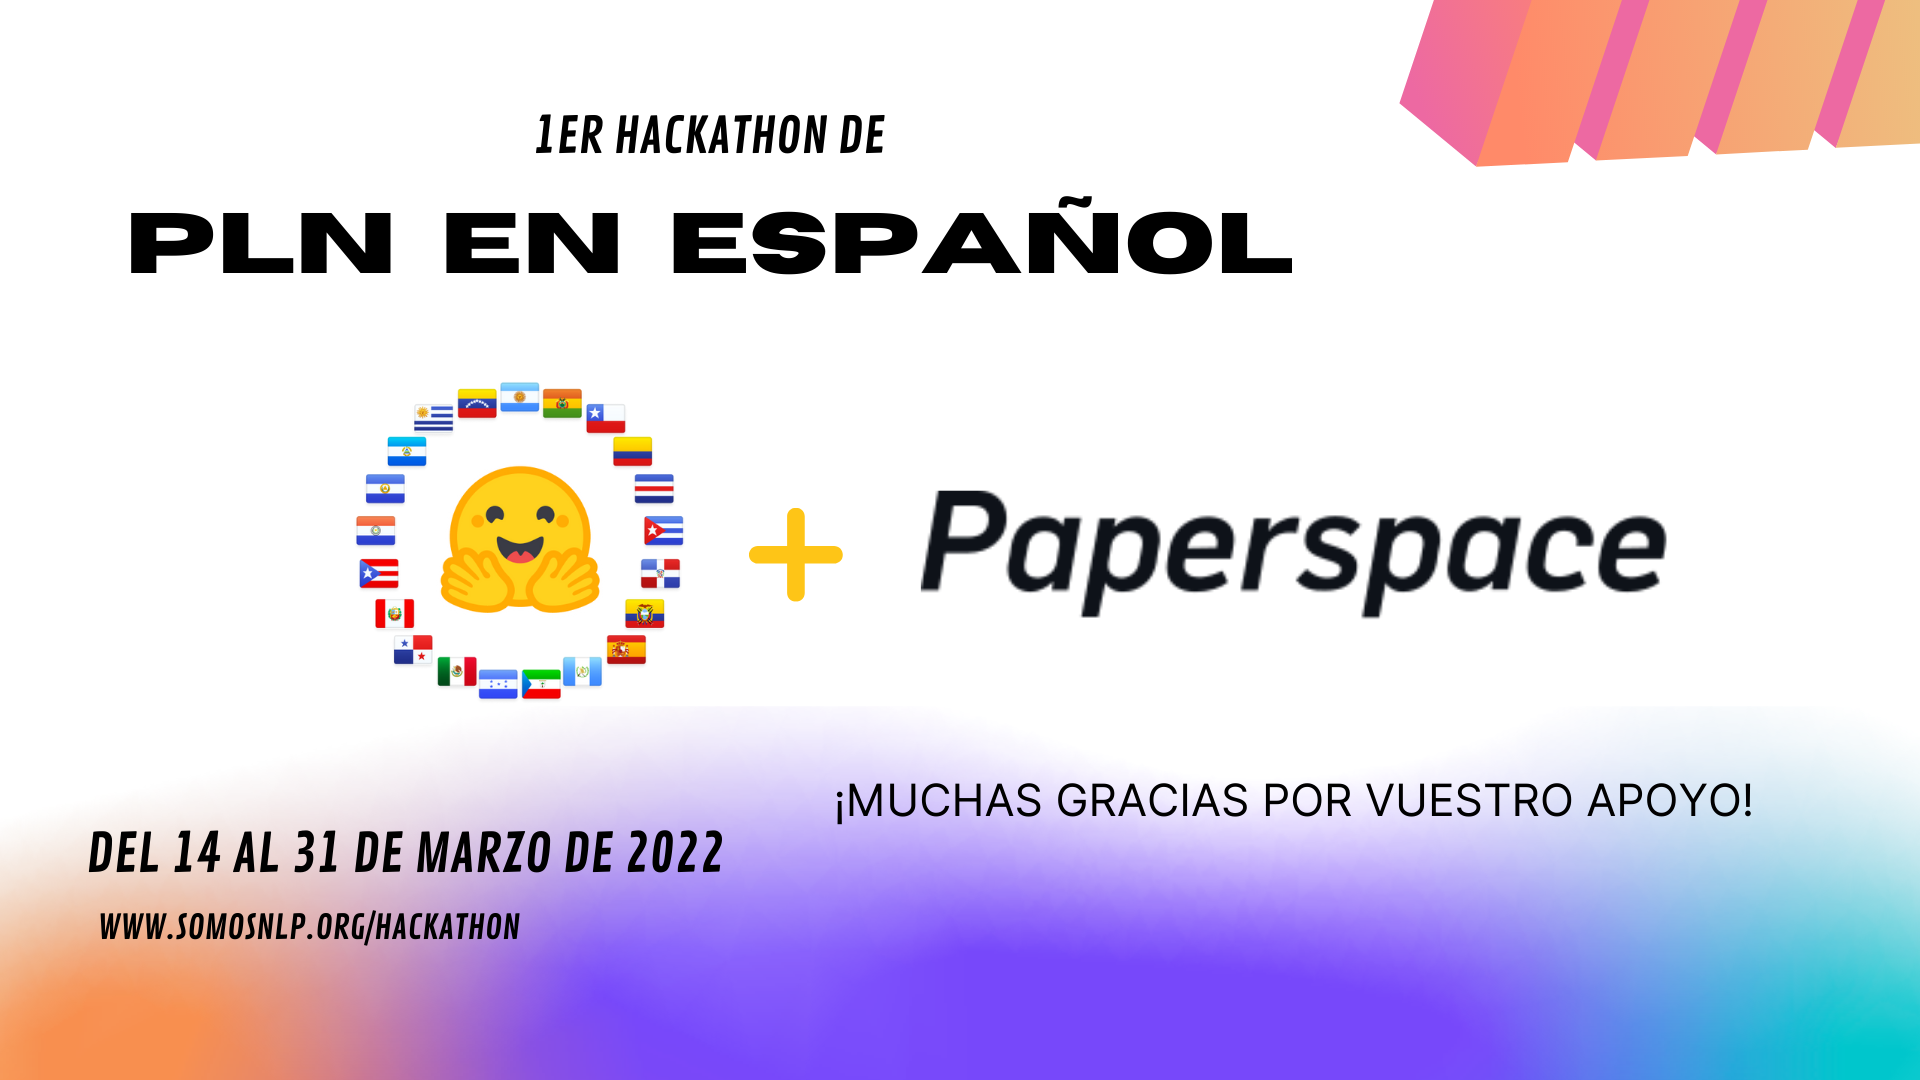 1ER HACKATHON DE
PLN EN ESPAÑOL
Paperspace
¡MUCHAS GRACIAS POR VUESTRO APOYO!
DEL 14 AL 31 DE MARZO DE 2022
WWW.SOMOSNLP.ORG/HACKATHON